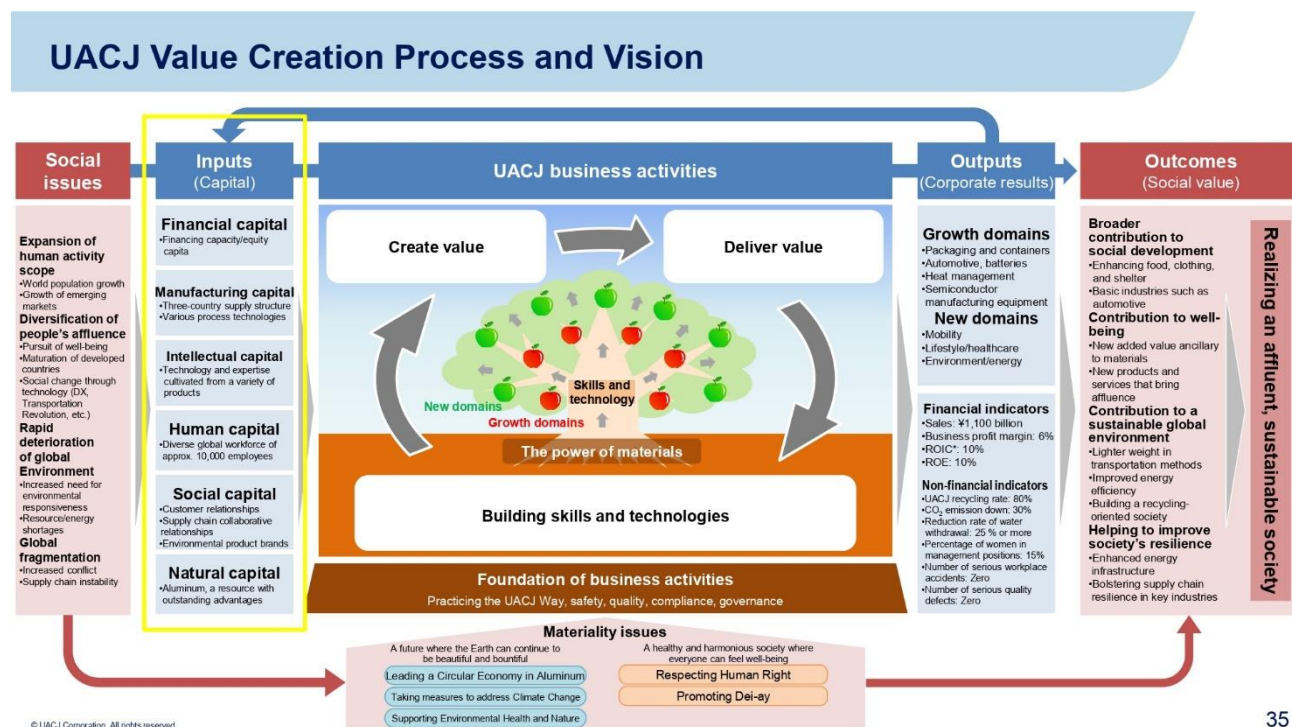 UACJ Value Creation Process and Vision
Social
issues
Expansion of
human activity
scope
•World population growth
•Growth of emerging
markets
Diversification of
people's affluence
•Pursuit of well-being
•Maturation of developed
countries
•Social change through
technology (DX,
Transportation
Revolution, etc.)
Rapid
deterioration
of global
Environment
•Increased need for
environmental
responsiveness
•Resource/energy
shortages
Global
fragmentation
•Increased conflict
•Supply chain instability
Inputs
(Capital)
Financial capital
•Financing capacity/equity
capita
Manufacturing capital
•Three-country supply structure
•Various process technologies
Intellectual capital
•Technology and expertise
cultivated from a variety of
products
Human capital
•Diverse global workforce of
approx. 10,000 employees
Social capital
•Customer relationships
•Supply chain collaborative
relationships
•Environmental product brands
Natural capital
•Aluminum, a resource with
outstanding advantages
UACJ business activities
Create value
Deliver value
Skills and
technology
New domains
Growth domains
The power of materials
Building skills and technologies
Foundation of business activities
Practicing the UACJ Way, safety, quality, compliance, governance
Outputs
(Corporate results)
Growth domains
•Packaging and containers
•Automotive, batteries
•Heat management
•Semiconductor
manufacturing equipment
New domains
•Mobility
•Lifestyle/healthcare
•Environment/energy
Financial indicators
•Sales: ¥1,100 billion
•Business profit margin: 6%
•ROIC*: 10%
•ROE: 10%
Non-financial indicators
•UACJ recycling rate: 80%
•CO2 emission down: 30%
•Reduction rate of water
withdrawal: 25 % or more
•Percentage of women in
management positions: 15%
•Number of serious workplace
accidents: Zero
•Number of serious quality
defects: Zero
Outcomes
(Social value)
Broader
contribution to
social development
•Enhancing food, clothing,
and shelter
•Basic industries such as
automotive
Contribution to well-
being
•New added value ancillary
to materials
•New products and
services that bring
affluence
Contribution to a
sustainable global
environment
•Lighter weight in
transportation methods
•Improved energy
efficiency
•Building a recycling-
oriented society
Helping to improve
society's resilience
•Enhanced energy
infrastructure
•Bolstering supply chain
resilience in key industries
Realizing an affluent, sustainable society
Materiality issues
A future where the Earth can continue to
be beautiful and bountiful
Leading a Circular Economy in Aluminum
Taking measures to address Climate Change
Supporting Environmental Health and Nature
A healthy and harmonious society where
everyone can feel well-being
Respecting Human Right
Promoting Dei-ay
© UACJ Corporation. All rights reserved.
35